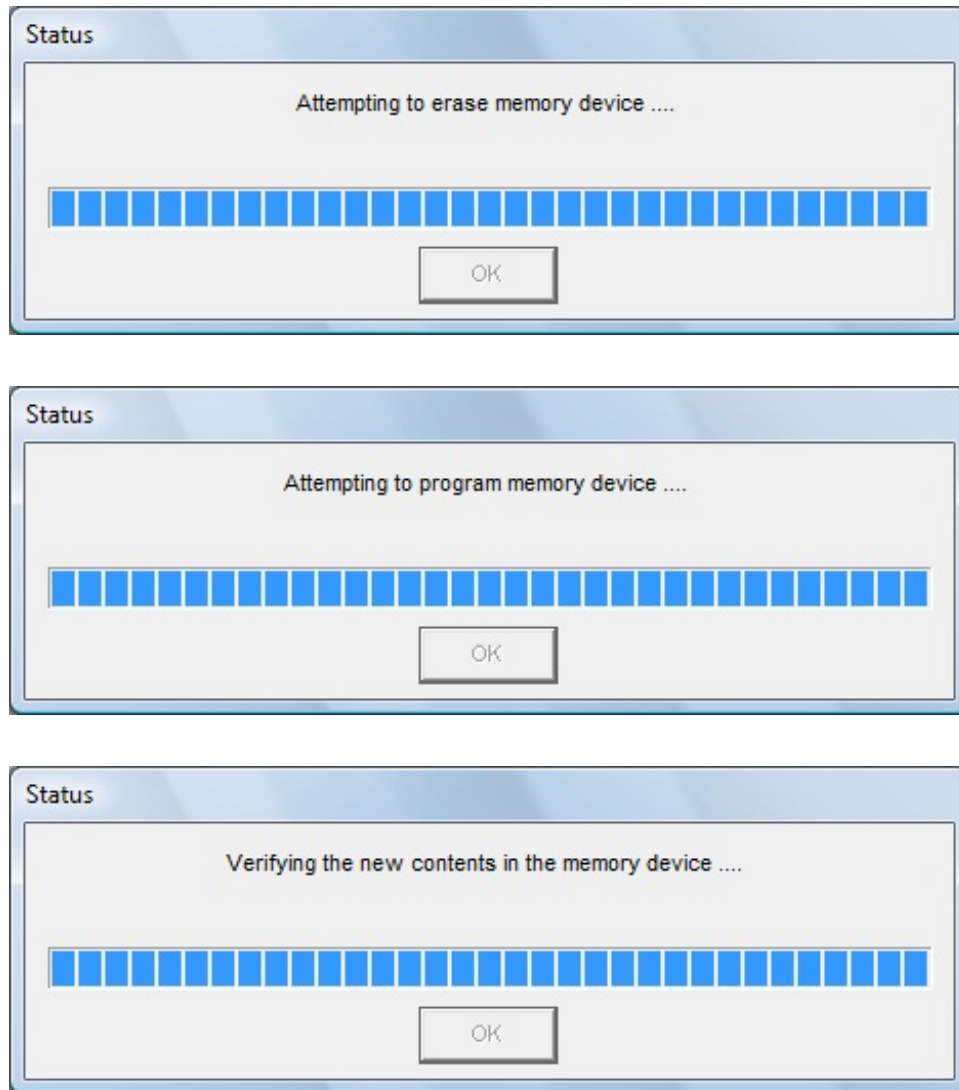 Status
Attempting to erase memory device ....
OK
Status
Attempting to program memory device ....
OK
Status
Verifying the new contents in the memory device ....
OK